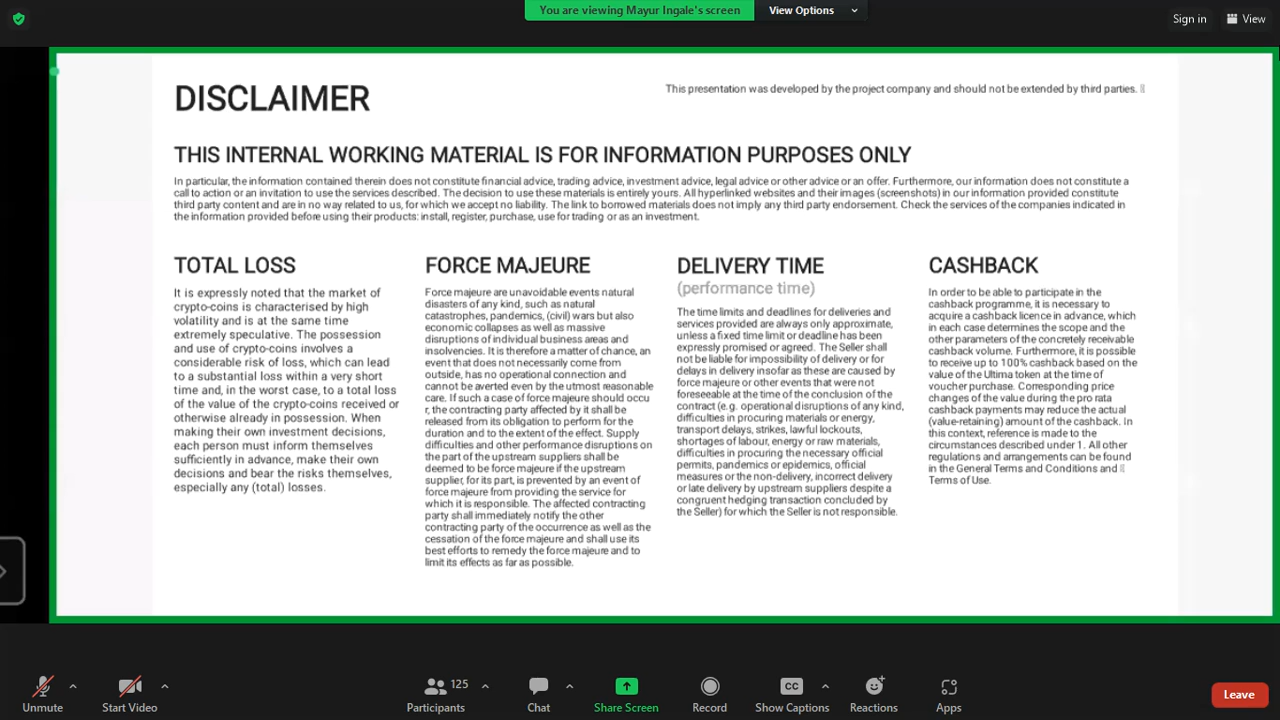 You are viewing Mayur Ingale's screen
View Options
Sign in
View
DISCLAIMER
This presentation was developed by the project company and should not be extended by third parties.
THIS INTERNAL WORKING MATERIAL IS FOR INFORMATION PURPOSES ONLY
In particular, the information contained therein does not constitute financial advice, trading advice, investment advice, legal advice or other advice or an offer. Furthermore, our information does not constitute a
call to action or an invitation to use the services described. The decision to use these materials is entirely yours. All hyperlinked websites and their images (screenshots) in our information provided constitute
third party content and are in no way related to us, for which we accept no liability. The link to borrowed materials does not imply any third party endorsement. Check the services of the companies indicated in
the information provided before using their products: install, register, purchase, use for trading or as an investment.
TOTAL LOSS
It is expressly noted that the market of
crypto-coins is characterised by high
volatility and is at the same time
extremely speculative. The possession
and use of crypto-coins involves a
considerable risk of loss, which can lead
to a substantial loss within a very short
time and, in the worst case, to a total loss
of the value of the crypto-coins received or
otherwise already in possession. When
making their own investment decisions,
each person must inform themselves
sufficiently in advance, make their own
decisions and bear the risks themselves,
especially any (total) losses.
FORCE MAJEURE
Force majeure are unavoidable events natural
disasters of any kind, such as natural
catastrophes, pandemics, (civil) wars but also
economic collapses as well as massive
disruptions of individual business areas and
insolvencies. It is therefore a matter of chance, an
event that does not necessarily come from
outside, has no operational connection and
cannot be averted even by the utmost reasonable
care. If such a case of force majeure should occu
r, the contracting party affected by it shall be
released from its obligation to perform for the
duration and to the extent of the effect. Supply
difficulties and other performance disruptions on
the part of the upstream suppliers shall be
deemed to be force majeure if the upstream
supplier, for its part, is prevented by an event of
force majeure from providing the service for
which it is responsible. The affected contracting
party shall immediately notify the other
contracting party of the occurrence as well as the
cessation of the force majeure and shall use its
best efforts to remedy the force majeure and to
limit its effects as far as possible.
DELIVERY TIME
(performance time)
The time limits and deadlines for deliveries and
services provided are always only approximate,
unless a fixed time limit or deadline has been
expressly promised or agreed. The Seller shall
not be liable for impossibility of delivery or for
delays in delivery insofar as these are caused by
force majeure or other events that were not
foreseeable at the time of the conclusion of the
contract (e.g. operational disruptions of any kind,
difficulties in procuring materials or energy,
transport delays, strikes, lawful lockouts,
shortages of labour, energy or raw materials,
difficulties in procuring the necessary official
permits, pandemics or epidemics, official
measures or the non-delivery, incorrect delivery
or late delivery by upstream suppliers despite a
congruent hedging transaction concluded by
the Seller) for which the Seller is not responsible.
CASHBACK
In order to be able to participate in the
cashback programme, it is necessary to
acquire a cashback licence in advance, which
in each case determines the scope and the
other parameters of the concretely receivable
cashback volume. Furthermore, it is possible
to receive up to 100% cashback based on the
value of the Ultima token at the time of
voucher purchase. Corresponding price
changes of the value during the pro rata
cashback payments may reduce the actual
(value-retaining) amount of the cashback. In
this context, reference is made to the
circumstances described under 1. All other
regulations and arrangements can be found
in the General Terms and Conditions and
Terms of Use.
Unmute
Start Video
Participants
125
Chat
Share Screen
Record
CC
Show Captions
Reactions
Apps
Leave